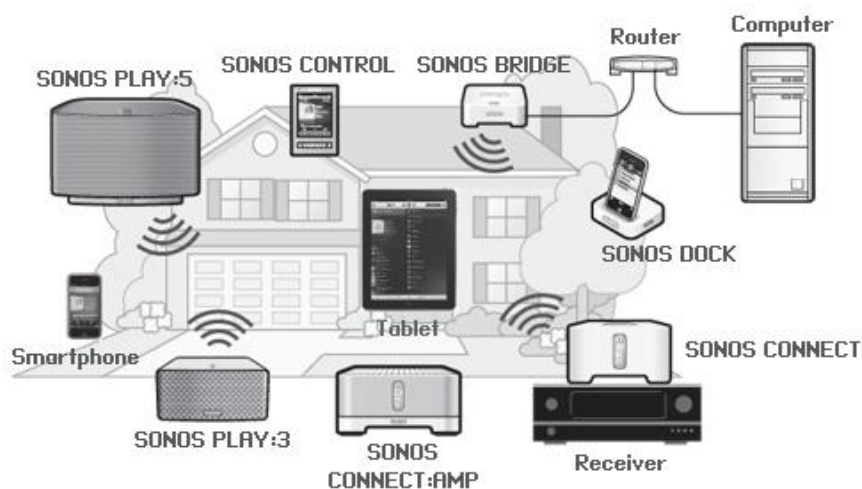 Computer
Router
SONOS CONTROL
SONOS BRIDGE
SONOS PLAY:5
SONOS DOCK
Tablet
Smartphone
SONOS CONNECT
SONOS PLAY:3
SONOS
CONNECT:AMP
Receiver